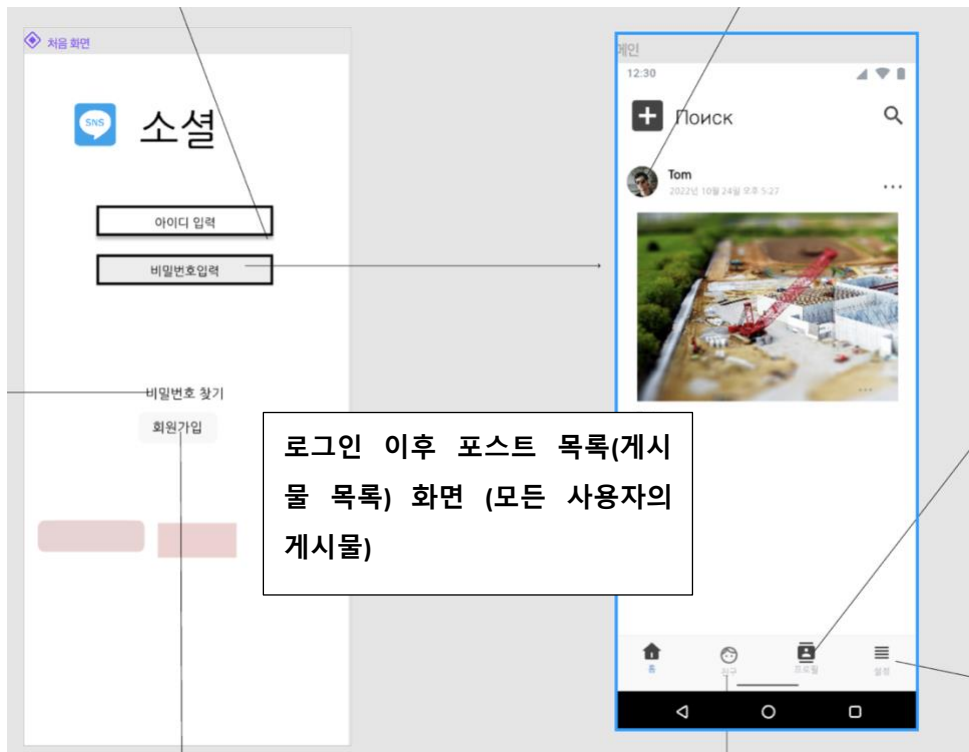 처음 화면
SNS
소셜
아이디 입력
비밀번호입력
비밀번호 찾기
회원가입
로그인 이후 포스트 목록(게시
물 목록) 화면 (모든 사용자의
게시물)
메인
12:30
Поиск
Tom
2022년 10월 24일 오후 5:27
홈
친구
프로필
설정